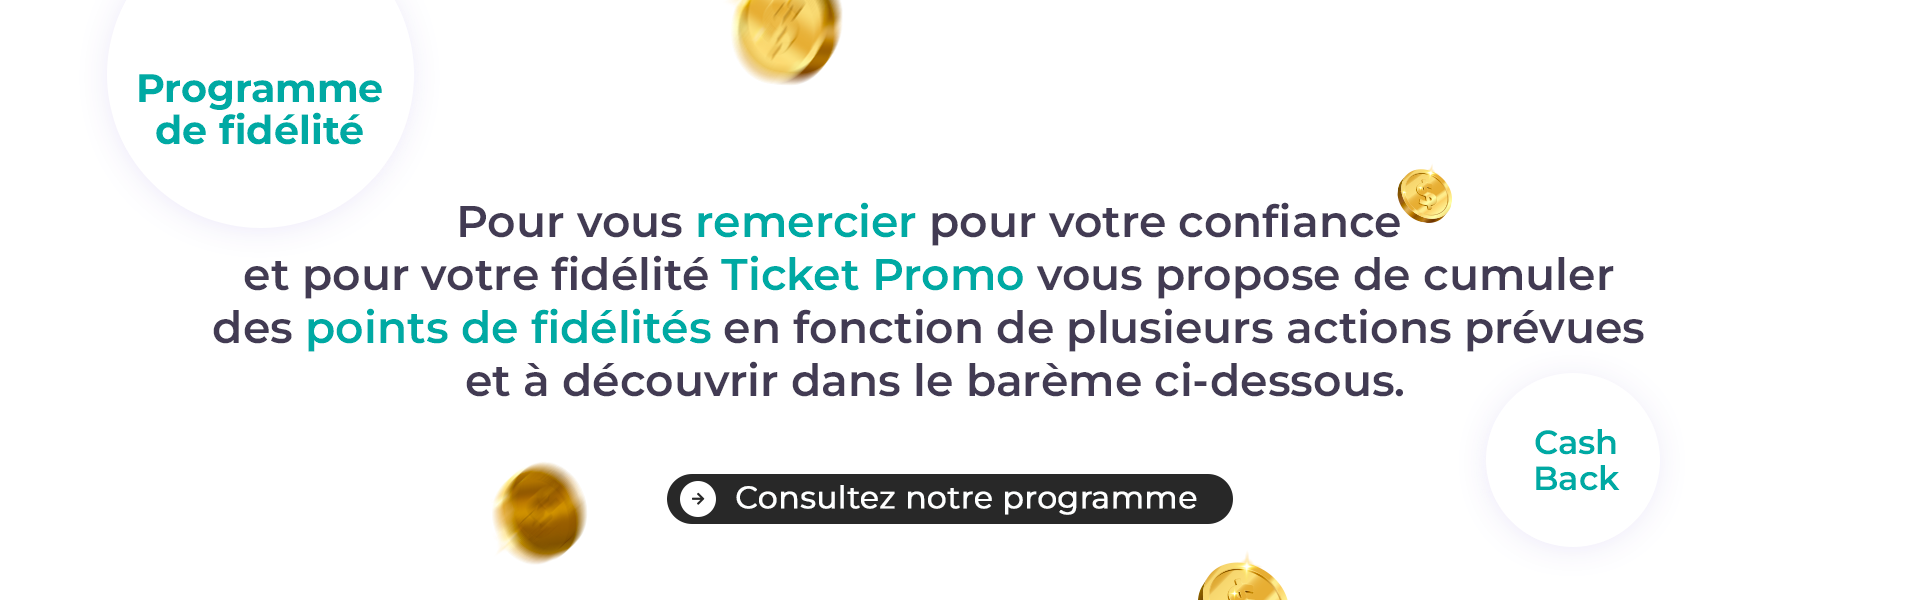 Programme
de fidélité
Pour vous remercier pour votre confiance
et pour votre fidélité Ticket Promo vous propose de cumuler
des points de fidélités en fonction de plusieurs actions prévues
et à découvrir dans le barème ci-dessous.
Cash
Back
Consultez notre programme